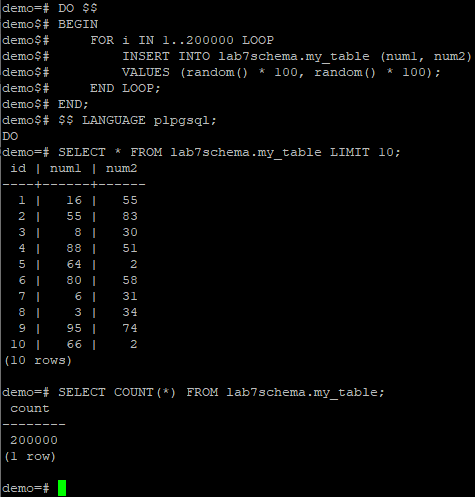 demo=# DO $$
demo$# BEGIN
demo$#     FOR i IN 1..200000 LOOP
demo$#         INSERT INTO lab7schema.my_table (num1, num2)
demo$#         VALUES (random() * 100, random() * 100);
demo$#     END LOOP;
demo$# END;
demo$# $$ LANGUAGE plpgsql;
DO
demo=# SELECT * FROM lab7schema.my_table LIMIT 10;
 id | num1 | num2
----+------+------
  1 |   16 |   55
  2 |   55 |   83
  3 |    8 |   30
  4 |   88 |   51
  5 |   64 |    2
  6 |   80 |   58
  7 |    6 |   31
  8 |    3 |   34
  9 |   95 |   74
 10 |   66 |    2
(10 rows)

demo=# SELECT COUNT(*) FROM lab7schema.my_table;
 count
--------
 200000
(1 row)

demo=#